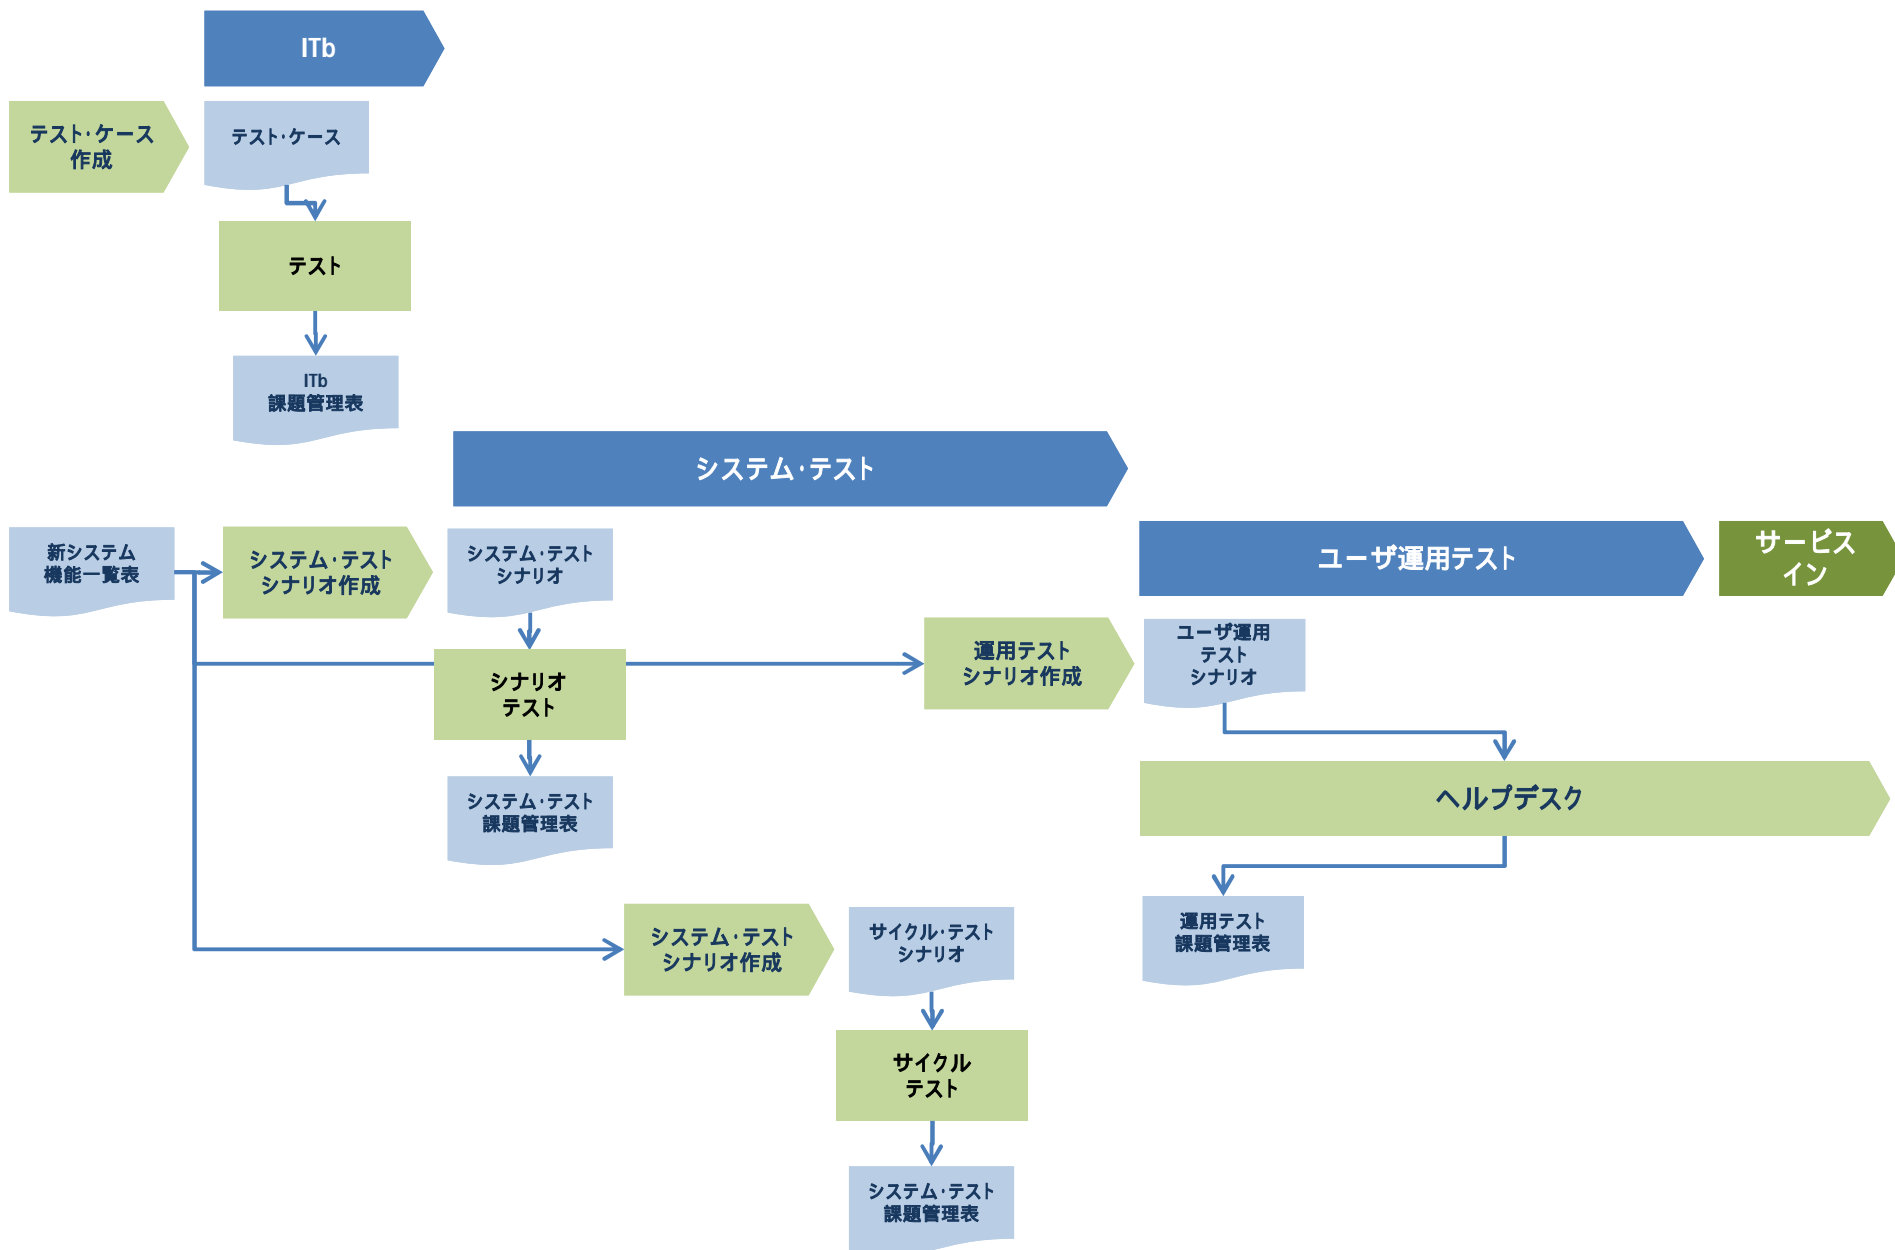 ITb
テスト・ケース
作成
テスト・ケース
テスト
ITb
課題管理表
システム・テスト
新システム
機能一覧表
システム・テスト
シナリオ作成
システム・テスト
シナリオ
ユーザ運用テスト
サービス
イン
シナリオ
テスト
運用テスト
シナリオ作成
ユーザ運用
テスト
シナリオ
システム・テスト
課題管理表
ヘルプデスク
システム・テスト
シナリオ作成
サイクル・テスト
シナリオ
運用テスト
課題管理表
サイクル
テスト
システム・テスト
課題管理表